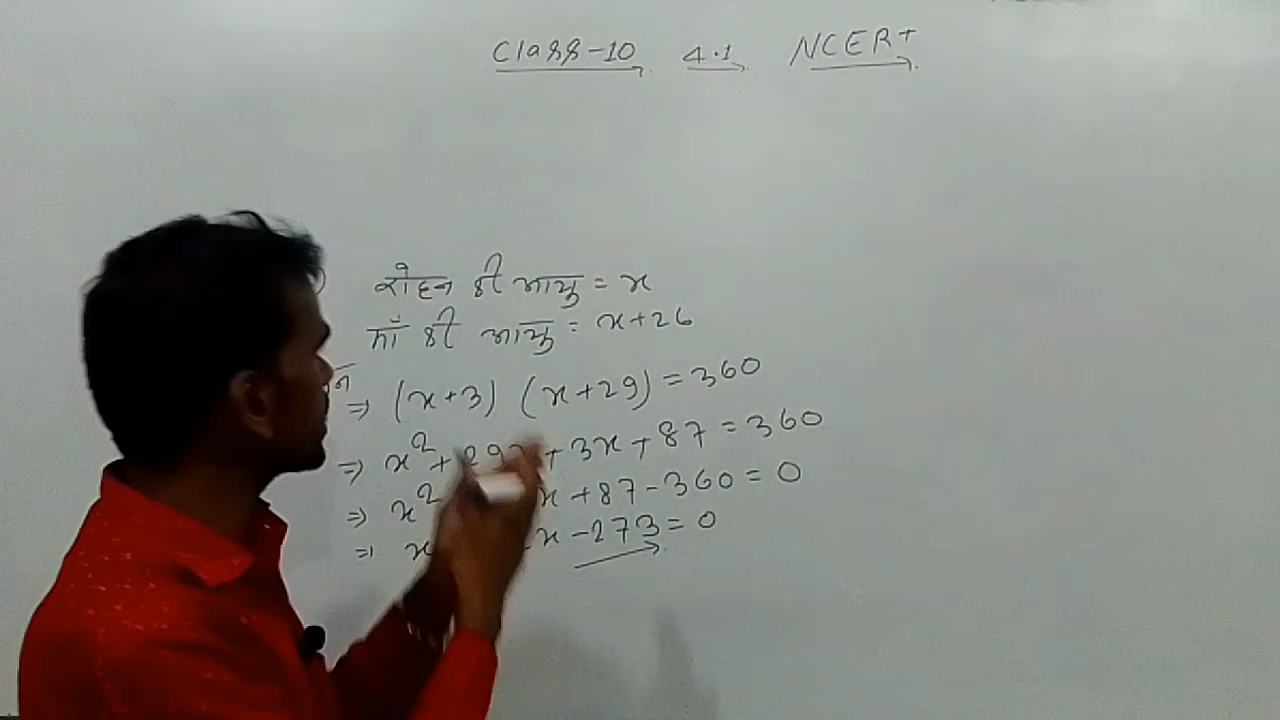 Class-10 4.1 NCERT
रोहन की आयु = x
माँ की आयु = x+26
⇒ (x+3) (x+29) = 360
⇒ x² + 29x + 3x + 87 = 360
⇒ x² x + 87 - 360 = 0
⇒ x x - 273 = 0